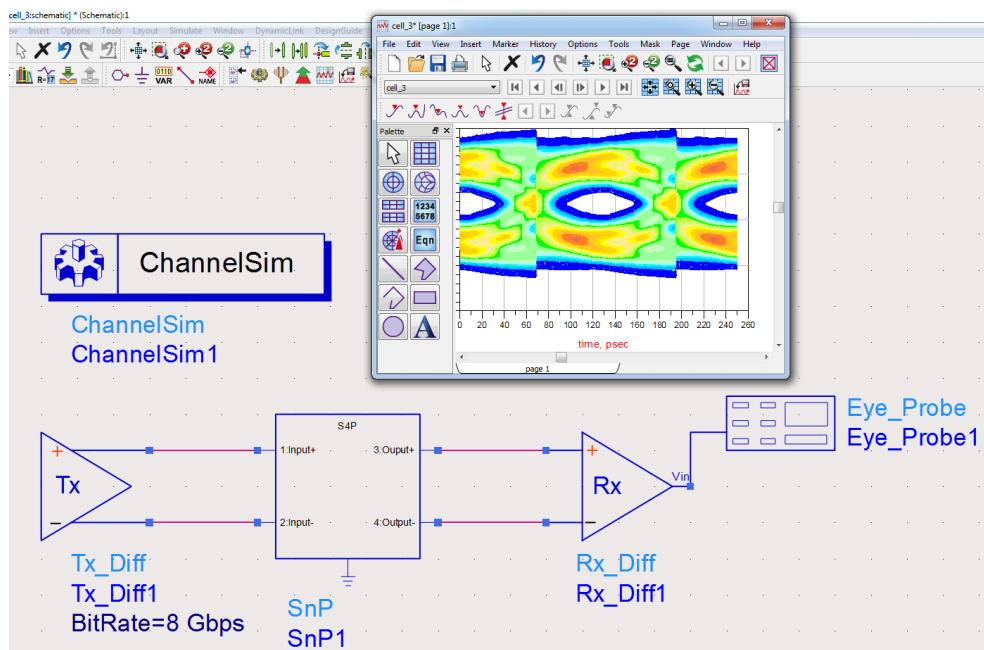 cell_3:schematic] * (Schematic):1
ew Insert Options Tools Layout Simulate Window DynamicLink DesignGuide
VAR
NAME
cell_3* [page 1]:1
File Edit View Insert Marker History Options Tools Mask Page Window Help
cell_3
Palette
1234
5678
Eqn
A
0 20 40 60 80 100 120 140 160 180 200 220 240 260
time, psec
page 1
ChannelSim
ChannelSim
ChannelSim1
S4P
1:Input+
3:Ouput+
2:Input-
4:Output-
Tx
Rx
Vin
Eye_Probe
Eye_Probe1
Tx_Diff
Tx_Diff1
BitRate=8 Gbps
SnP
SnP1
Rx_Diff
Rx_Diff1